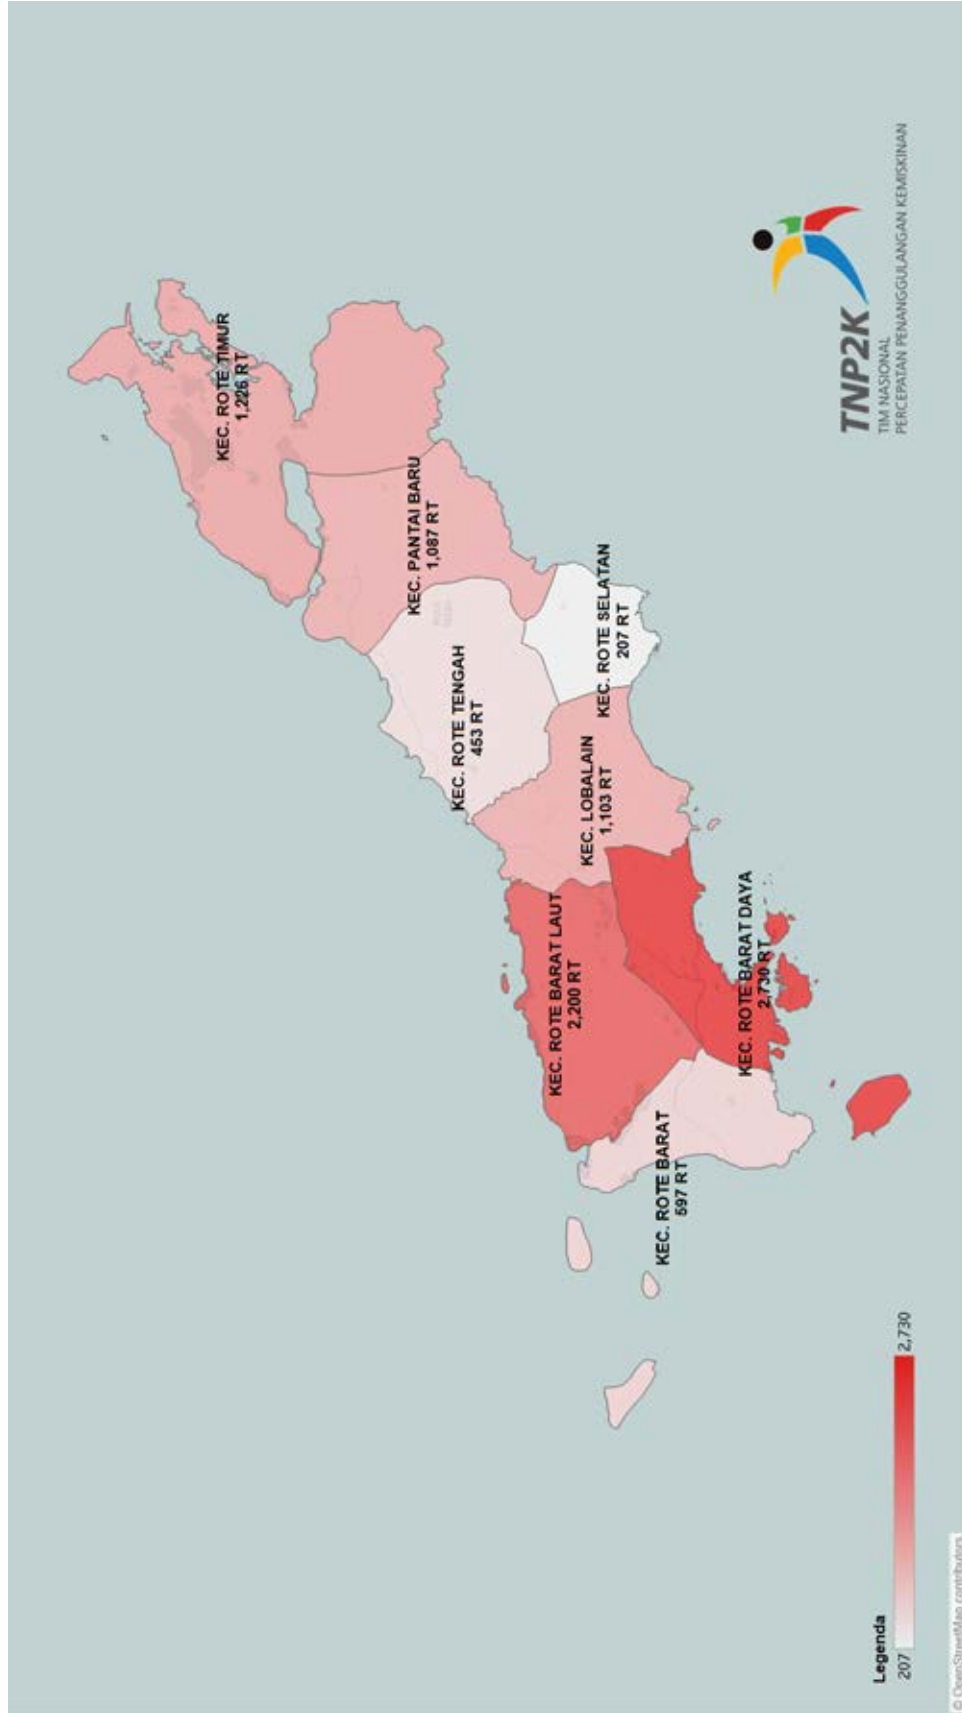 KEC. ROTE TIMUR
1,226 RT
KEC. PANTAI BARU
1,087 RT
KEC. ROTE TENGAH
453 RT
KEC. ROTE SELATAN
207 RT
KEC. LOBALAIN
1,103 RT
KEC. ROTE BARAT LAUT
2,200 RT
KEC. ROTE BARAT DAYA
2,730 RT
KEC. ROTE BARAT
597 RT
TNP2K
TIM NASIONAL
PERCEPATAN PENANGGULANGAN KEMISKINAN
Legenda
207
2,730
© OpenStreetMap contributors